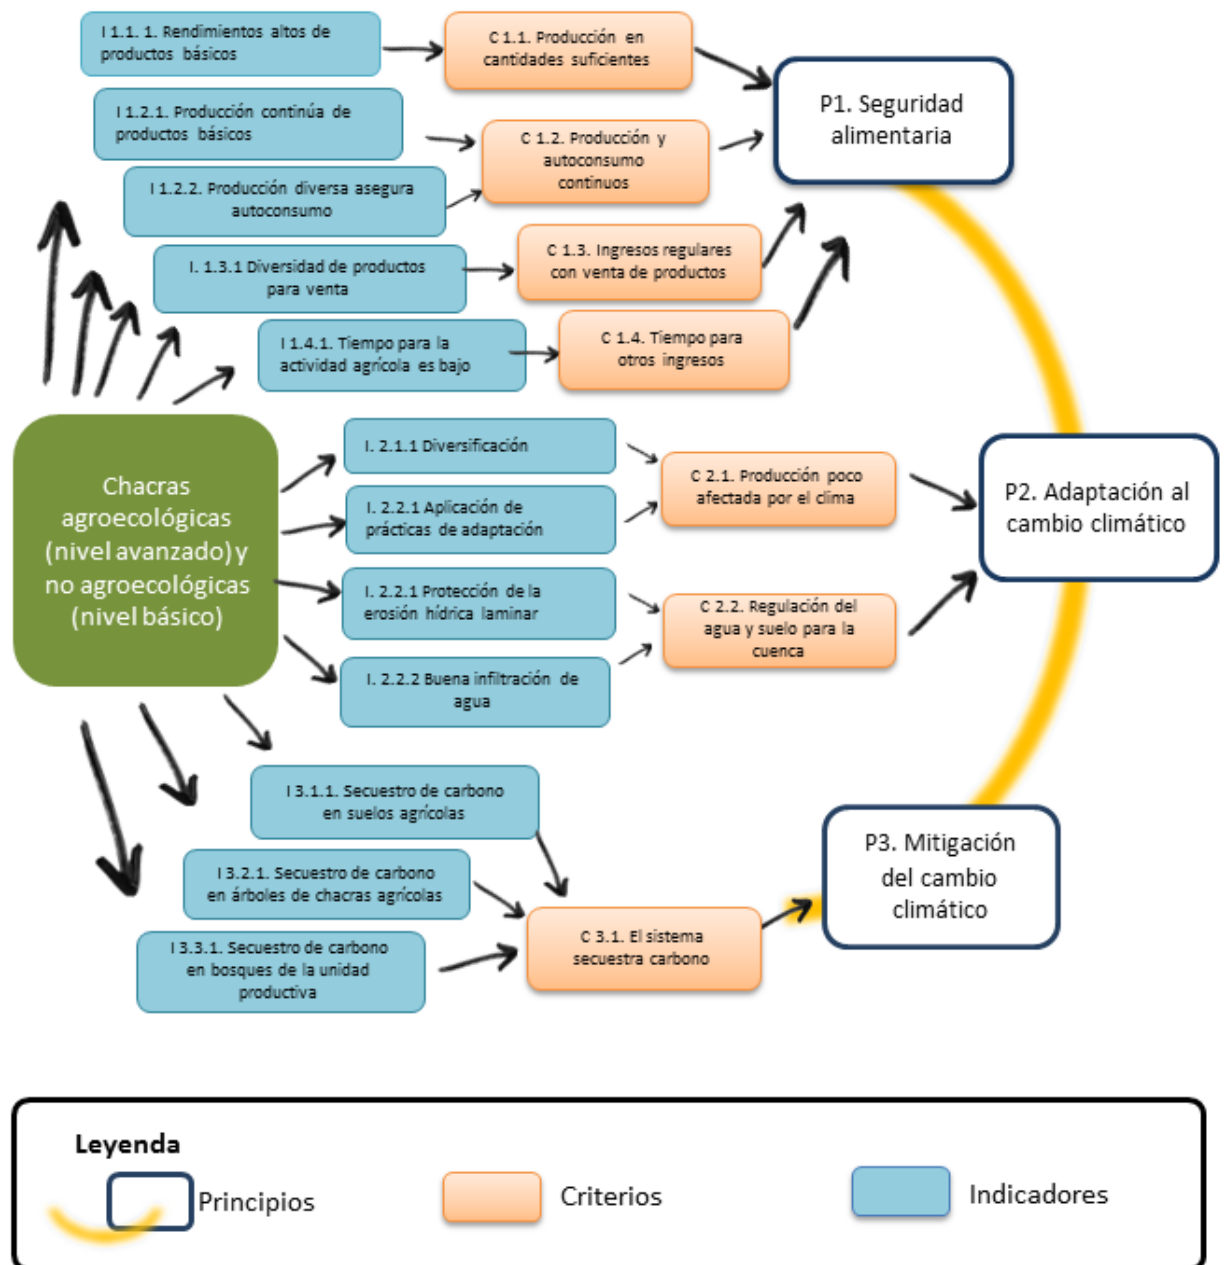 I 1.1. 1. Rendimientos altos de
productos básicos
C 1.1. Producción en
cantidades suficientes
P1. Seguridad
alimentaria
I 1.2.1. Producción continúa de
productos básicos
C 1.2. Producción y
autoconsumo
continuos
I 1.2.2. Producción diversa asegura
autoconsumo
I. 1.3.1 Diversidad de productos
para venta
C 1.3. Ingresos regulares
con venta de productos
I 1.4.1. Tiempo para la
actividad agrícola es bajo
C 1.4. Tiempo para
otros ingresos
Chacras
agroecológicas
(nivel avanzado) y
no agroecológicas
(nivel básico)
I. 2.1.1 Diversificación
I. 2.2.1 Aplicación de
prácticas de adaptación
C 2.1. Producción poco
afectada por el clima
P2. Adaptación al
cambio climático
I. 2.2.1 Protección de la
erosión hídrica laminar
I. 2.2.2 Buena infiltración de
agua
C 2.2. Regulación del
agua y suelo para la
cuenca
I 3.1.1. Secuestro de carbono
en suelos agrícolas
I 3.2.1. Secuestro de carbono
en árboles de chacras agrícolas
I 3.3.1. Secuestro de carbono
en bosques de la unidad
productiva
C 3.1. El sistema
secuestra carbono
P3. Mitigación
del cambio
climático
Leyenda
Principios
Criterios
Indicadores